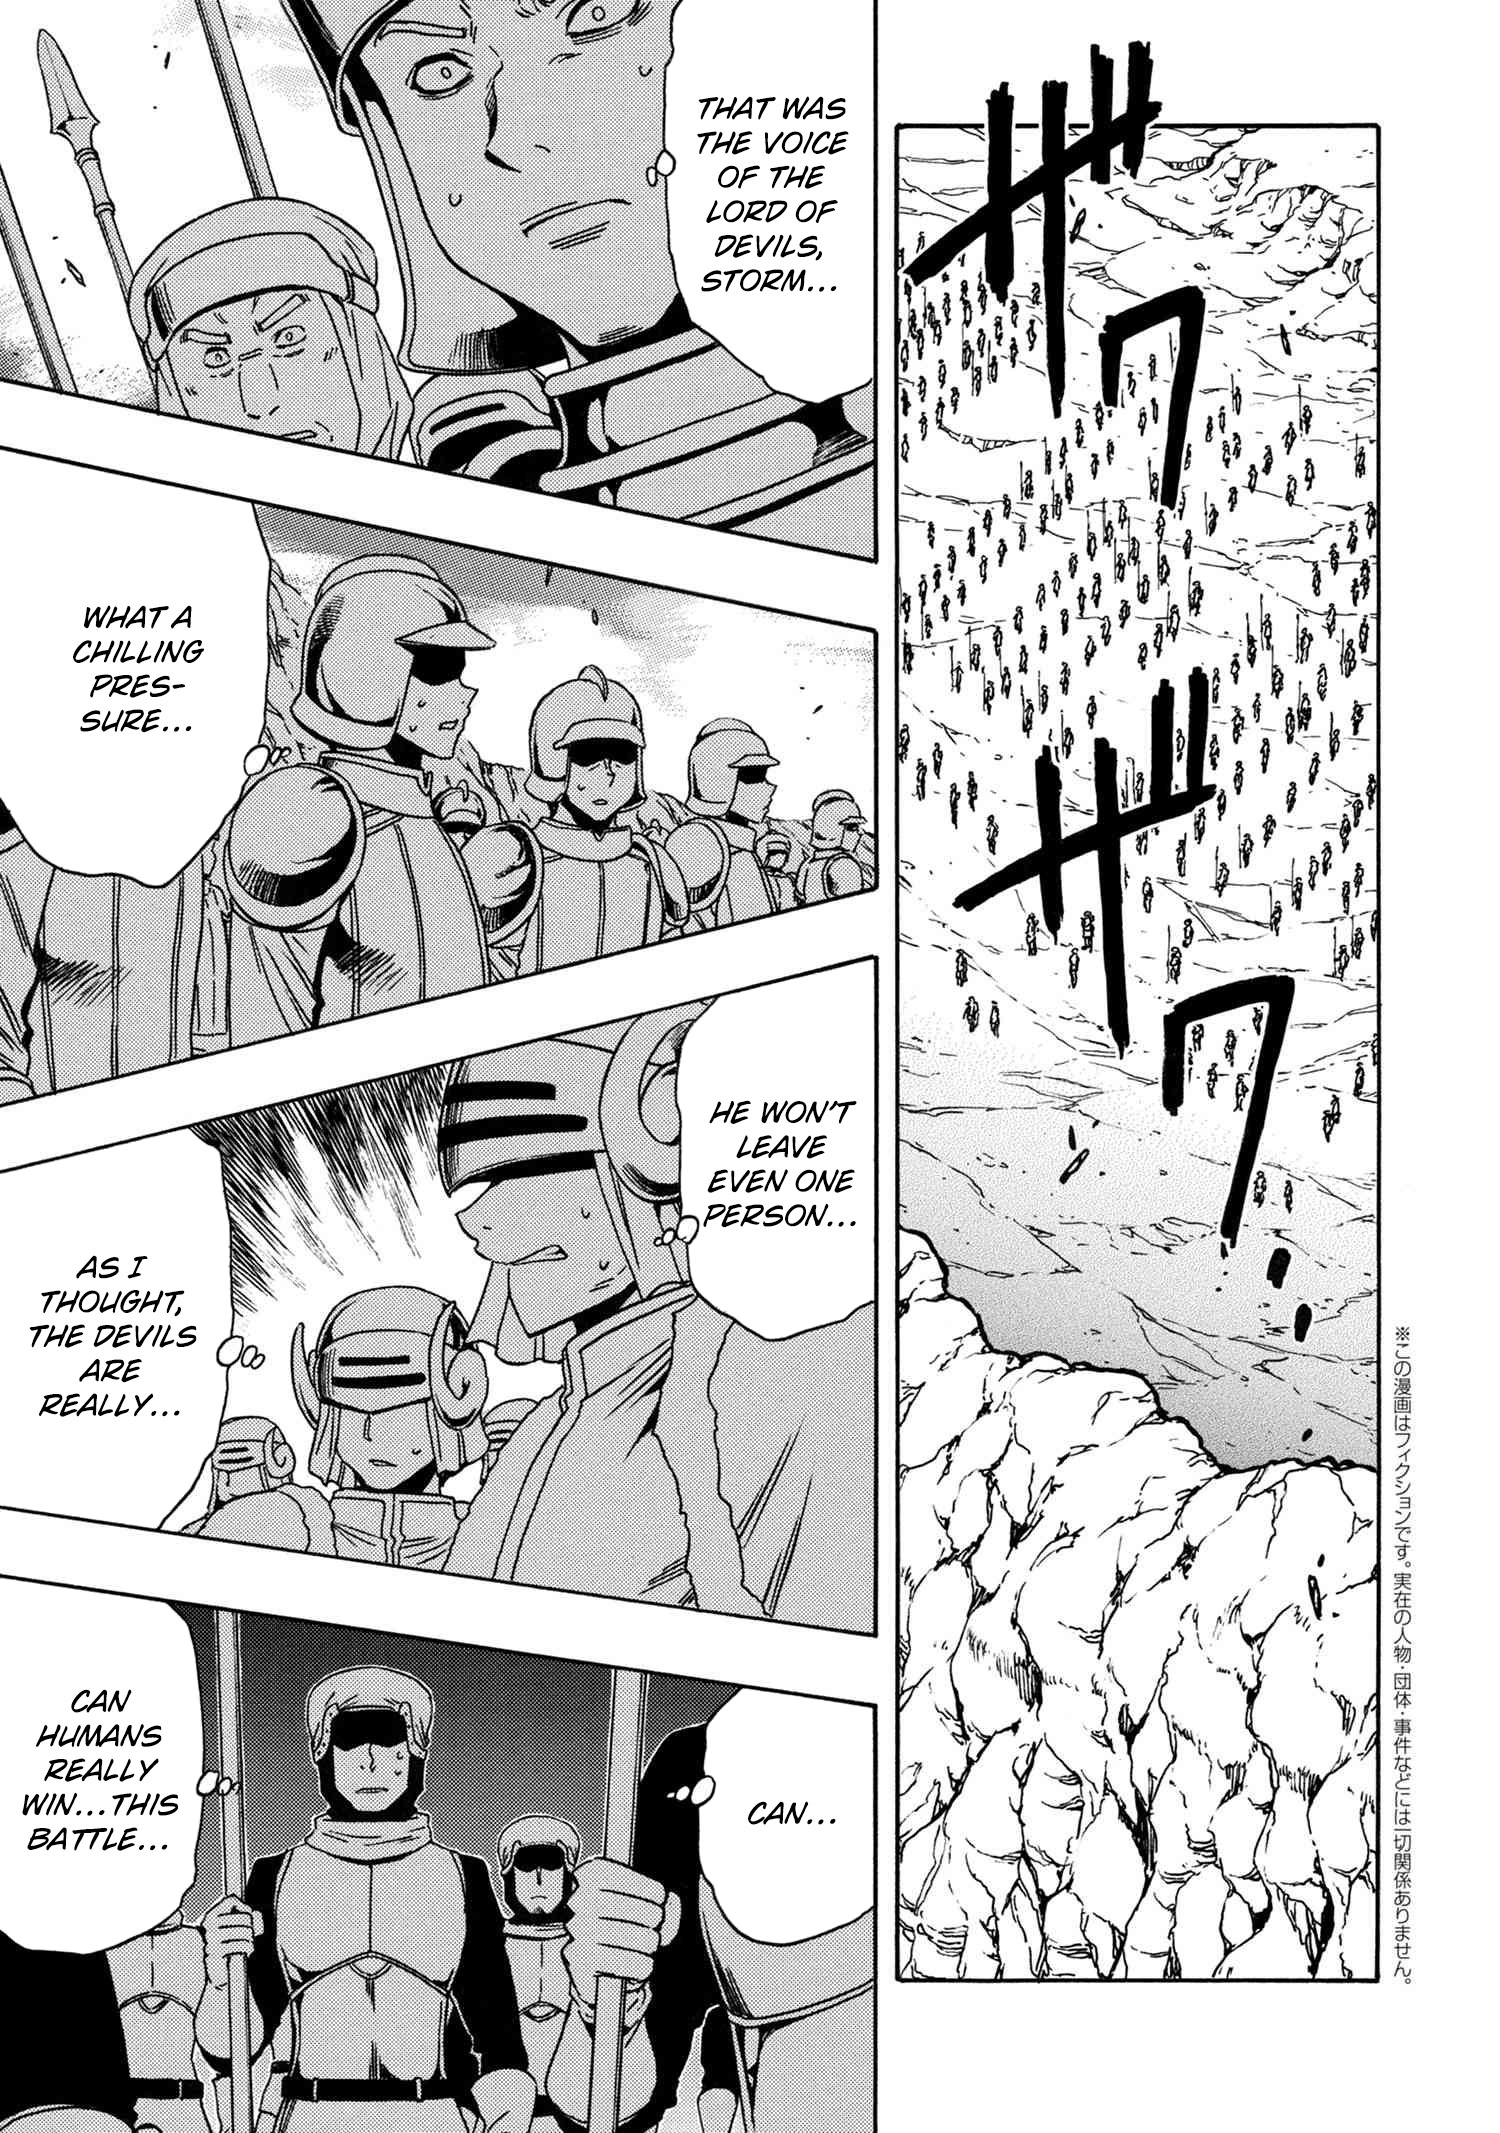 ザザワ
ザザワ
※この漫画はフィクションです。実在の人物・団体・事件などには一切関係ありません。
THAT WAS
THE VOICE
OF THE
LORD OF
DEVILS,
STORM...
WHAT A
CHILLING
PRES-
SURE...
HE WON'T
LEAVE
EVEN ONE
PERSON...
AS I
THOUGHT,
THE DEVILS
ARE
REALLY...
CAN...
CAN
HUMANS
REALLY
WIN...THIS
BATTLE...